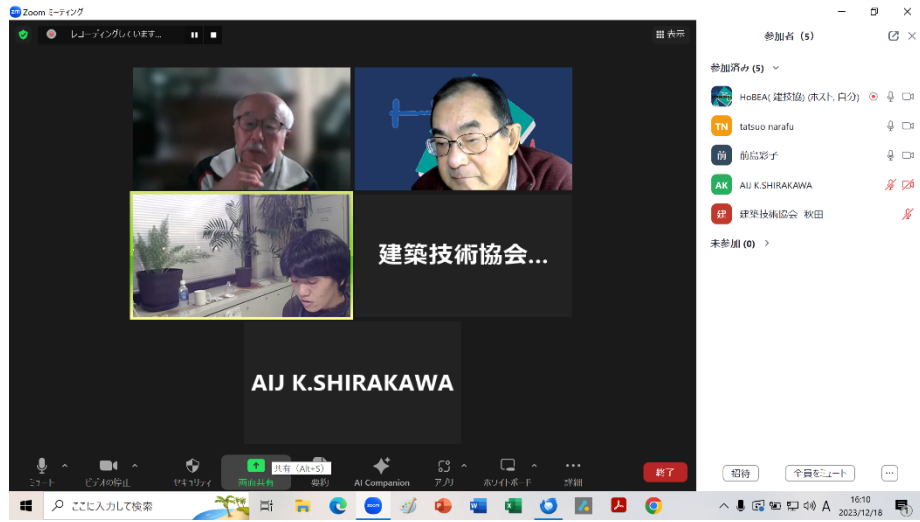 Zoom ミーティング
レコーディングしています...
表示
建築技術協会...
AIJ K.SHIRAKAWA
参加者 (5)
参加済み (5)
HoBEA( 建技協) (ホスト, 自分)
TN tatsuo narafu
前
AK AIJ K.SHIRAKAWA
建 建築技術協会 秋田
未参加 (0)
ミュート
ビデオの停止
セキュリティ
画面共有
共有 (Alt+S)
要約
AI Companion
アプリ
ホワイトボード
詳細
終了
招待
全員をミュート
...
ここに入力して検索
zoom
A
16:10
2023/12/18